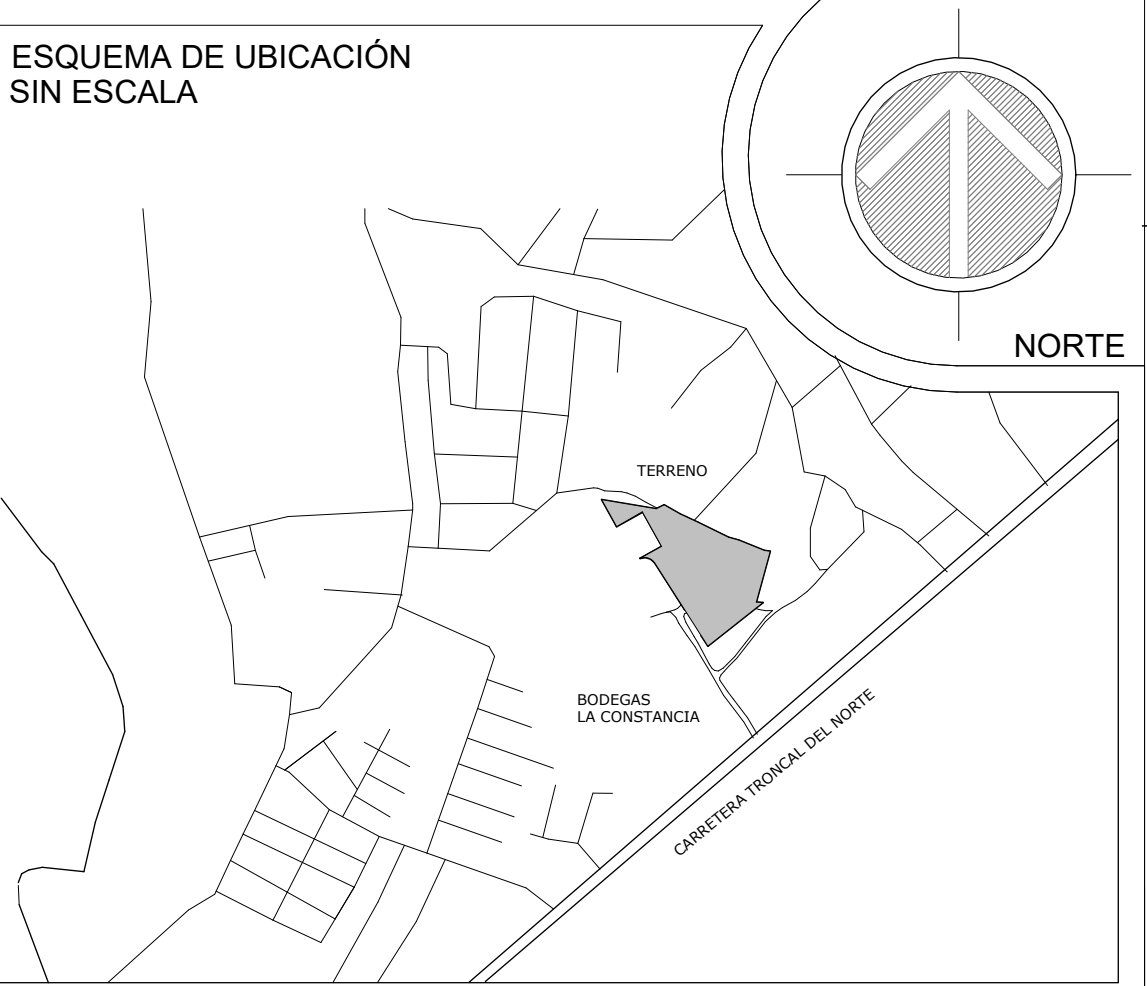 ESQUEMA DE UBICACIÓN
SIN ESCALA
NORTE
TERRENO
BODEGAS
LA CONSTANCIA
CARRETERA TRONCAL DEL NORTE